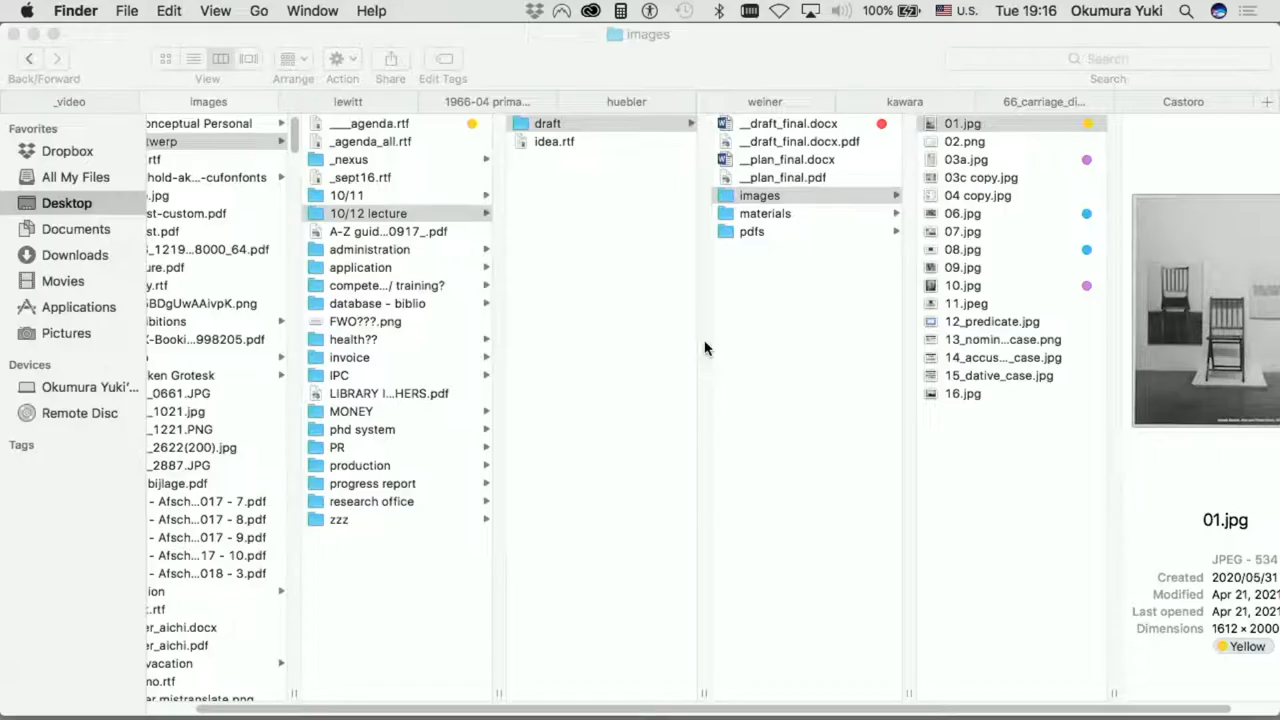 Finder File Edit View Go Window Help 100% U.S. Tue 19:16 Okumura Yuki
images
Back/Forward View Arrange Action Share Edit Tags Search
Search
_video images lewitt 1966-04 prima... huebler weiner kawara 66_carriage_di... Castoro
Favorites
Dropbox
All My Files
Desktop
Documents
Downloads
Movies
Applications
Pictures
Devices
Okumura Yuki'...
Remote Disc
Tags
onceptual Personal
twerp
rtf
hold-ak...-cufonfonts
.jpg
st-custom.pdf
st.pdf
_1219...8000_64.pdf
ure.pdf
y.rtf
BDgUwAAivpK.png
ibitions
X-Booki...998205.pdf
ken Grotesk
_0661.JPG
_1021.jpg
_1221.PNG
_2622(200).jpg
_2887.JPG
bijlage.pdf
- Afsch...017 - 7.pdf
- Afsch...017 - 8.pdf
- Afsch...017 - 9.pdf
- Afsch...17 - 10.pdf
- Afsch...018 - 3.pdf
ion
.rtf
er_aichi.docx
er_aichi.pdf
vacation
mo.rtf
er mistranslate.png
___agenda.rtf
_agenda_all.rtf
_nexus
_sept16.rtf
10/11
10/12 lecture
A-Z guid...0917_.pdf
administration
application
compete.../ training?
database - biblio
FWO???.png
health??
invoice
IPC
LIBRARY I...HERS.pdf
MONEY
phd system
PR
production
progress report
research office
zzz
draft
idea.rtf
__draft_final.docx
__draft_final.docx.pdf
__plan_final.docx
__plan_final.pdf
images
materials
pdfs
01.jpg
02.png
03a.jpg
03c copy.jpg
04 copy.jpg
06.jpg
07.jpg
08.jpg
09.jpg
10.jpg
11.jpeg
12_predicate.jpg
13_nomin...case.png
14_accus..._case.jpg
15_dative_case.jpg
16.jpg
01.jpg
JPEG - 534
Created 2020/05/31
Modified Apr 21, 2021
Last opened Apr 21, 2021
Dimensions 1612 × 2000
Yellow